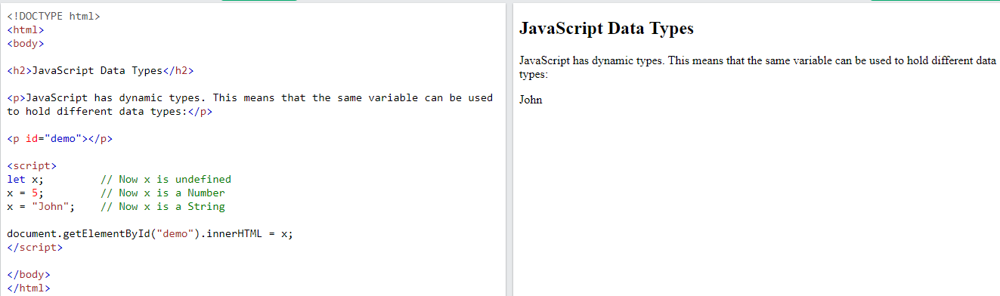 <!DOCTYPE html>
<html>
<body>
<h2>JavaScript Data Types</h2>
<p>JavaScript has dynamic types. This means that the same variable can be used
to hold different data types:</p>
<p id="demo"></p>
<script>
let x;         // Now x is undefined
x = 5;         // Now x is a Number
x = "John";    // Now x is a String
document.getElementById("demo").innerHTML = x;
</script>
</body>
</html>
JavaScript Data Types
JavaScript has dynamic types. This means that the same variable can be used to hold different data
types:
John